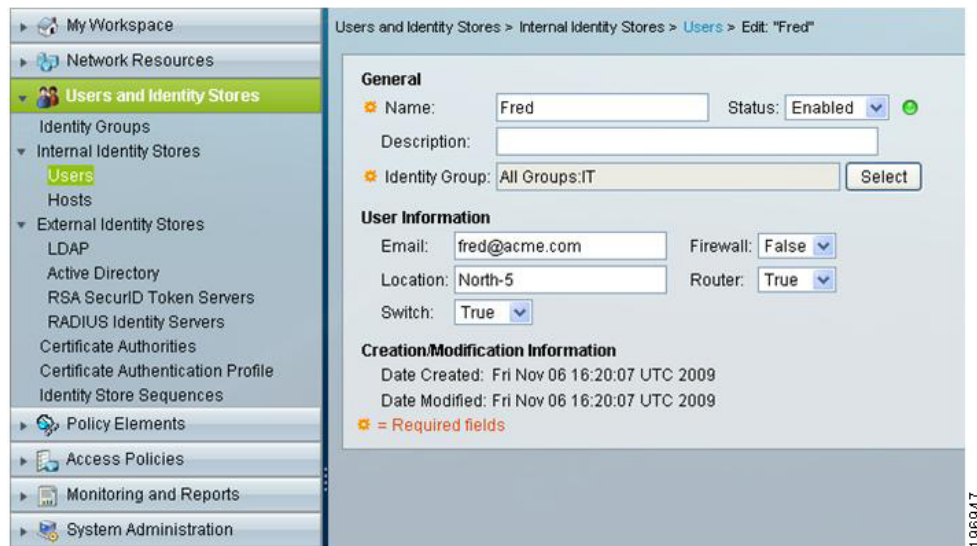 My Workspace
Network Resources
Users and Identity Stores
Identity Groups
Internal Identity Stores
Users
Hosts
External Identity Stores
LDAP
Active Directory
RSA SecurID Token Servers
RADIUS Identity Servers
Certificate Authorities
Certificate Authentication Profile
Identity Store Sequences
Policy Elements
Access Policies
Monitoring and Reports
System Administration
Users and Identity Stores > Internal Identity Stores > Users > Edit: "Fred"
General
Name: Fred Status: Enabled
Description:
Identity Group: All Groups:IT Select
User Information
Email: fred@acme.com Firewall: False
Location: North-5 Router: True
Switch: True
Creation/Modification Information
Date Created: Fri Nov 06 16:20:07 UTC 2009
Date Modified: Fri Nov 06 16:20:07 UTC 2009
= Required fields
196947